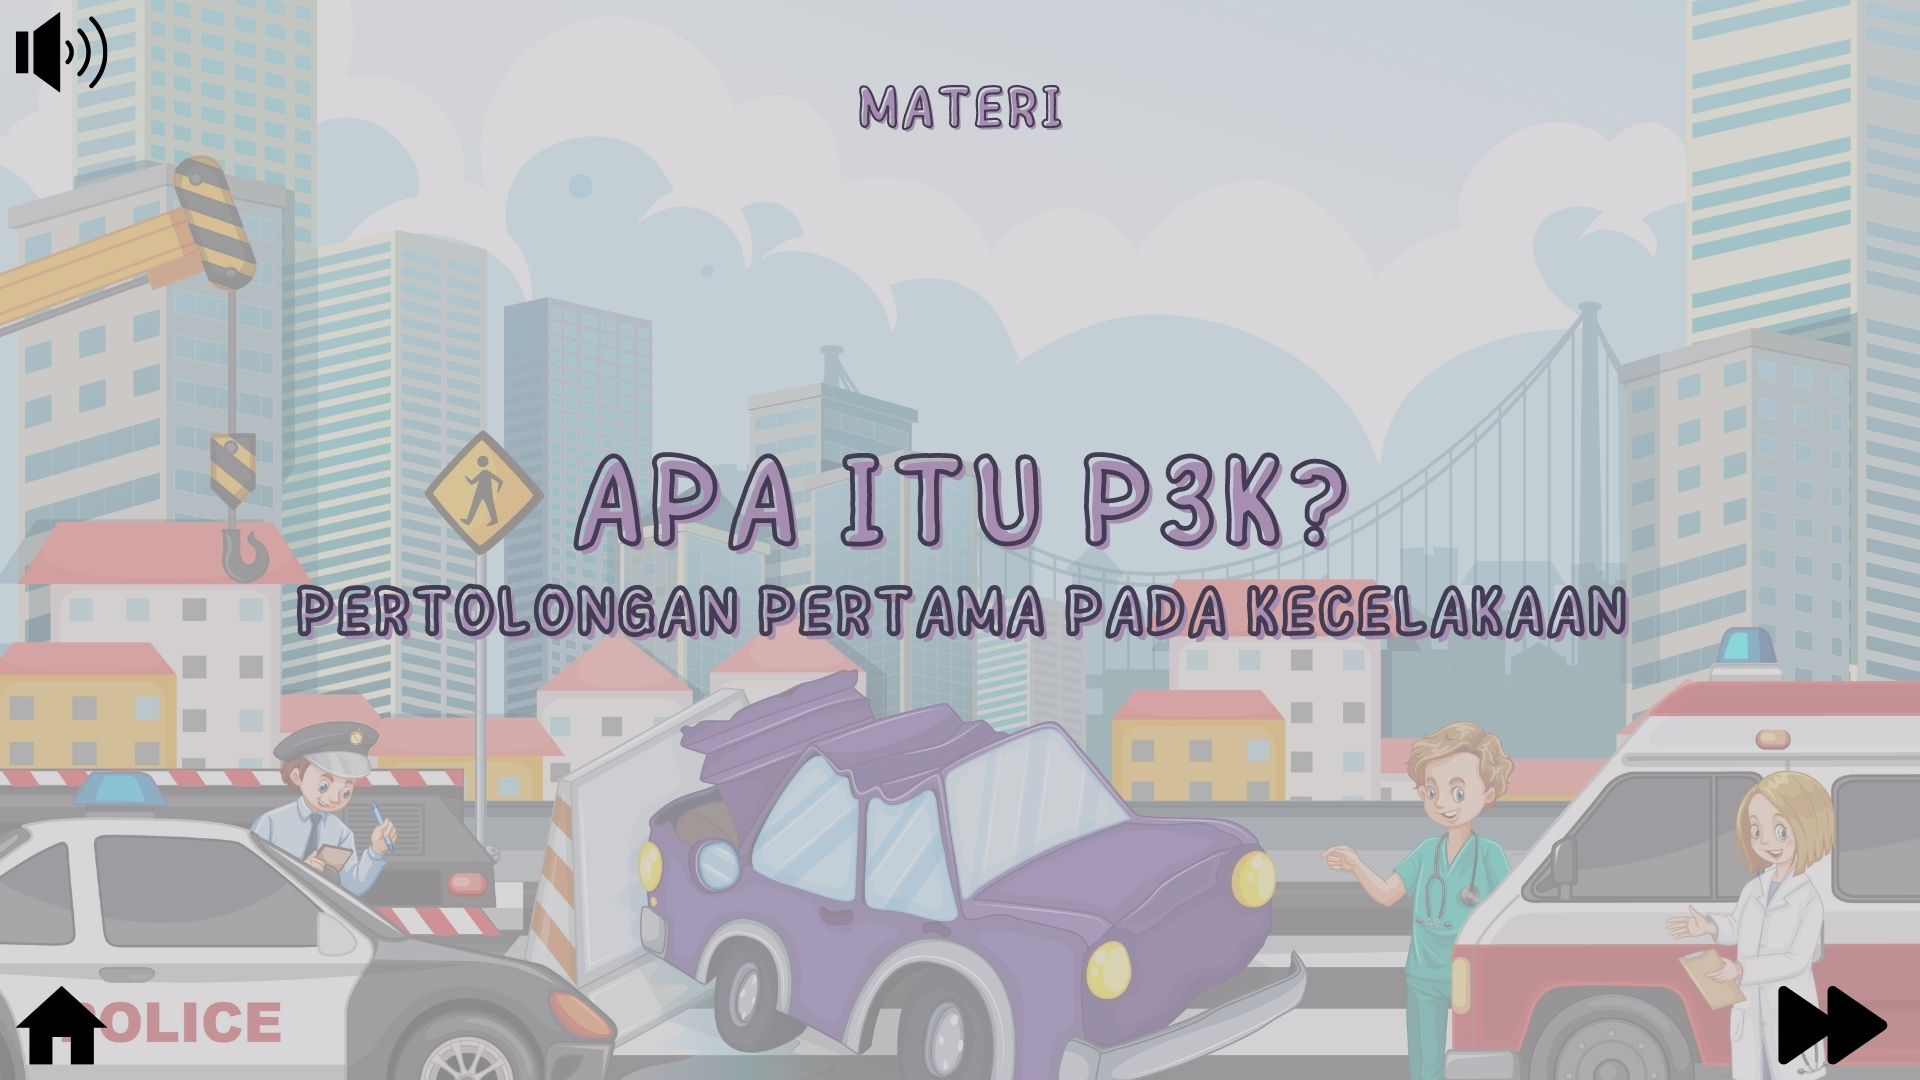 MATERI
APA ITU P3K?
PERTOLONGAN PERTAMA PADA KECELAKAAN
POLICE